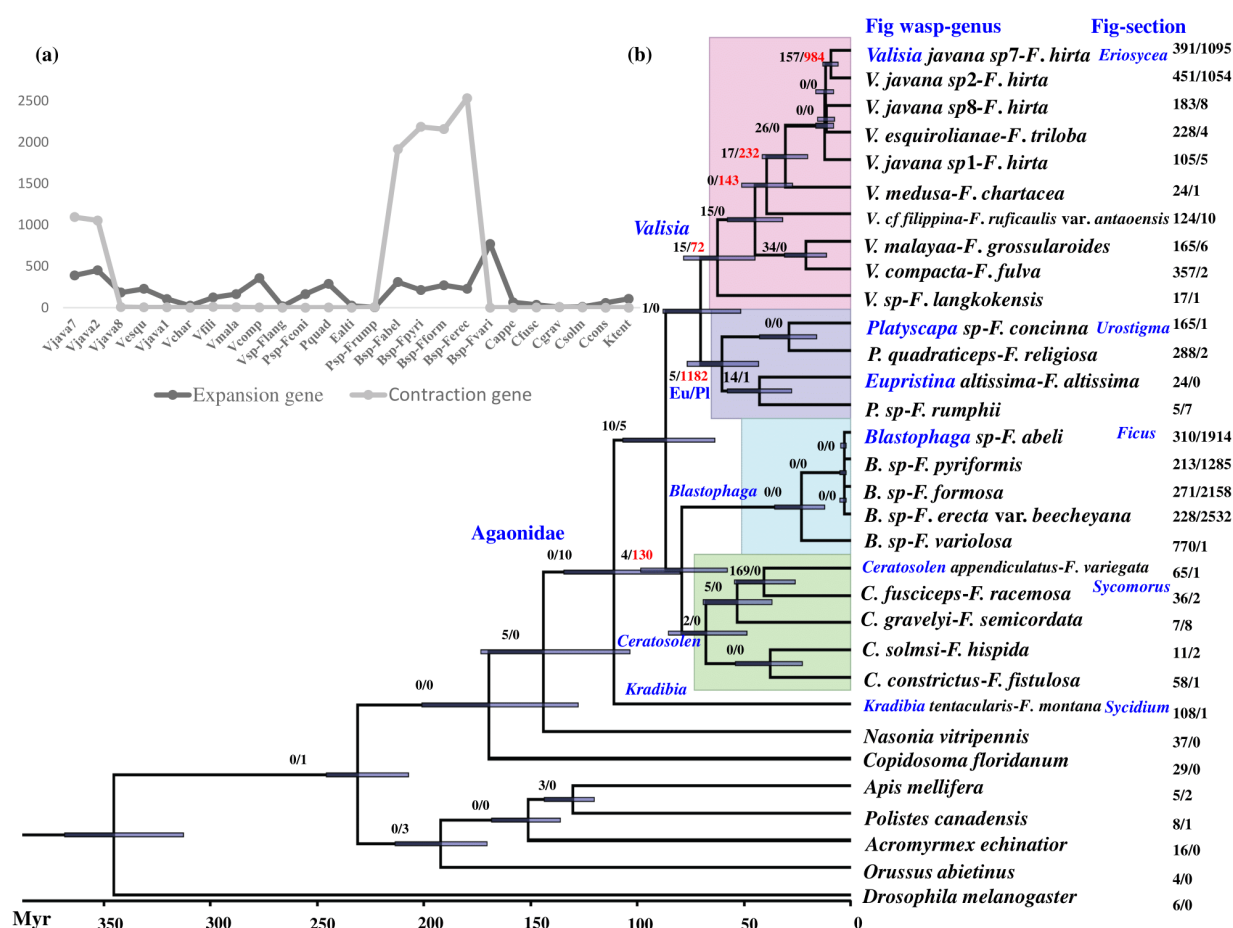 (a)
2500
2000
1500
1000
500
0
Vjava7
Vjava2
Vjava8
Vesqu
Vjava1
Vchar
Vfili
Vmala
Vcomp
Vsp-Flang
Psp-Fconi
Pquad
Ealti
Psp-Frump
Bsp-Fabel
Bsp-Fpyri
Bsp-Fform
Bsp-Ferec
Bsp-Fvari
Cappe
Cfusc
Cgrav
Csolm
Ccons
Ktent
Expansion gene
Contraction gene
(b)
Fig wasp-genus Fig-section
Valisia javana sp7-F. hirta Eriosycea 391/1095
V. javana sp2-F. hirta 451/1054
V. javana sp8-F. hirta 183/8
V. esquirolianae-F. triloba 228/4
V. javana sp1-F. hirta 105/5
V. medusa-F. chartacea 24/1
V. cf filippina-F. ruficaulis var. antaoensis 124/10
V. malayaa-F. grossularoides 165/6
V. compacta-F. fulva 357/2
V. sp-F. langkokensis 17/1
Platyscapa sp-F. concinna Urostigma 165/1
P. quadraticeps-F. religiosa 288/2
Eupristina altissima-F. altissima 24/0
P. sp-F. rumphii 5/7
Blastophaga sp-F. abeli Ficus 310/1914
B. sp-F. pyriformis 213/1285
B. sp-F. formosa 271/2158
B. sp-F. erecta var. beecheyana 228/2532
B. sp-F. variolosa 770/1
Ceratosolen appendiculatus-F. variegata 65/1
Sycomorus
C. fusciceps-F. racemosa 36/2
C. gravelyi-F. semicordata 7/8
C. solmsi-F. hispida 11/2
C. constrictus-F. fistulosa 58/1
Kradibia tentacularis-F. montana Sycidium 108/1
Nasonia vitripennis 37/0
Copidosoma floridanum 29/0
Apis mellifera 5/2
Polistes canadensis 8/1
Acromyrmex echinatior 16/0
Orussus abietinus 4/0
Drosophila melanogaster 6/0
157/984
0/0
0/0
26/0
17/232
0/143
15/0
Valisia
15/72
34/0
1/0
0/0
5/1182
14/1
Eu/Pl
10/5
0/0
0/0
Blastophaga
0/0
0/0
Agaonidae
0/10
4/130
169/0
5/0
2/0
5/0
Ceratosolen
0/0
Kradibia
0/0
0/1
3/0
0/0
0/3
Myr 350 300 250 200 150 100 50 0